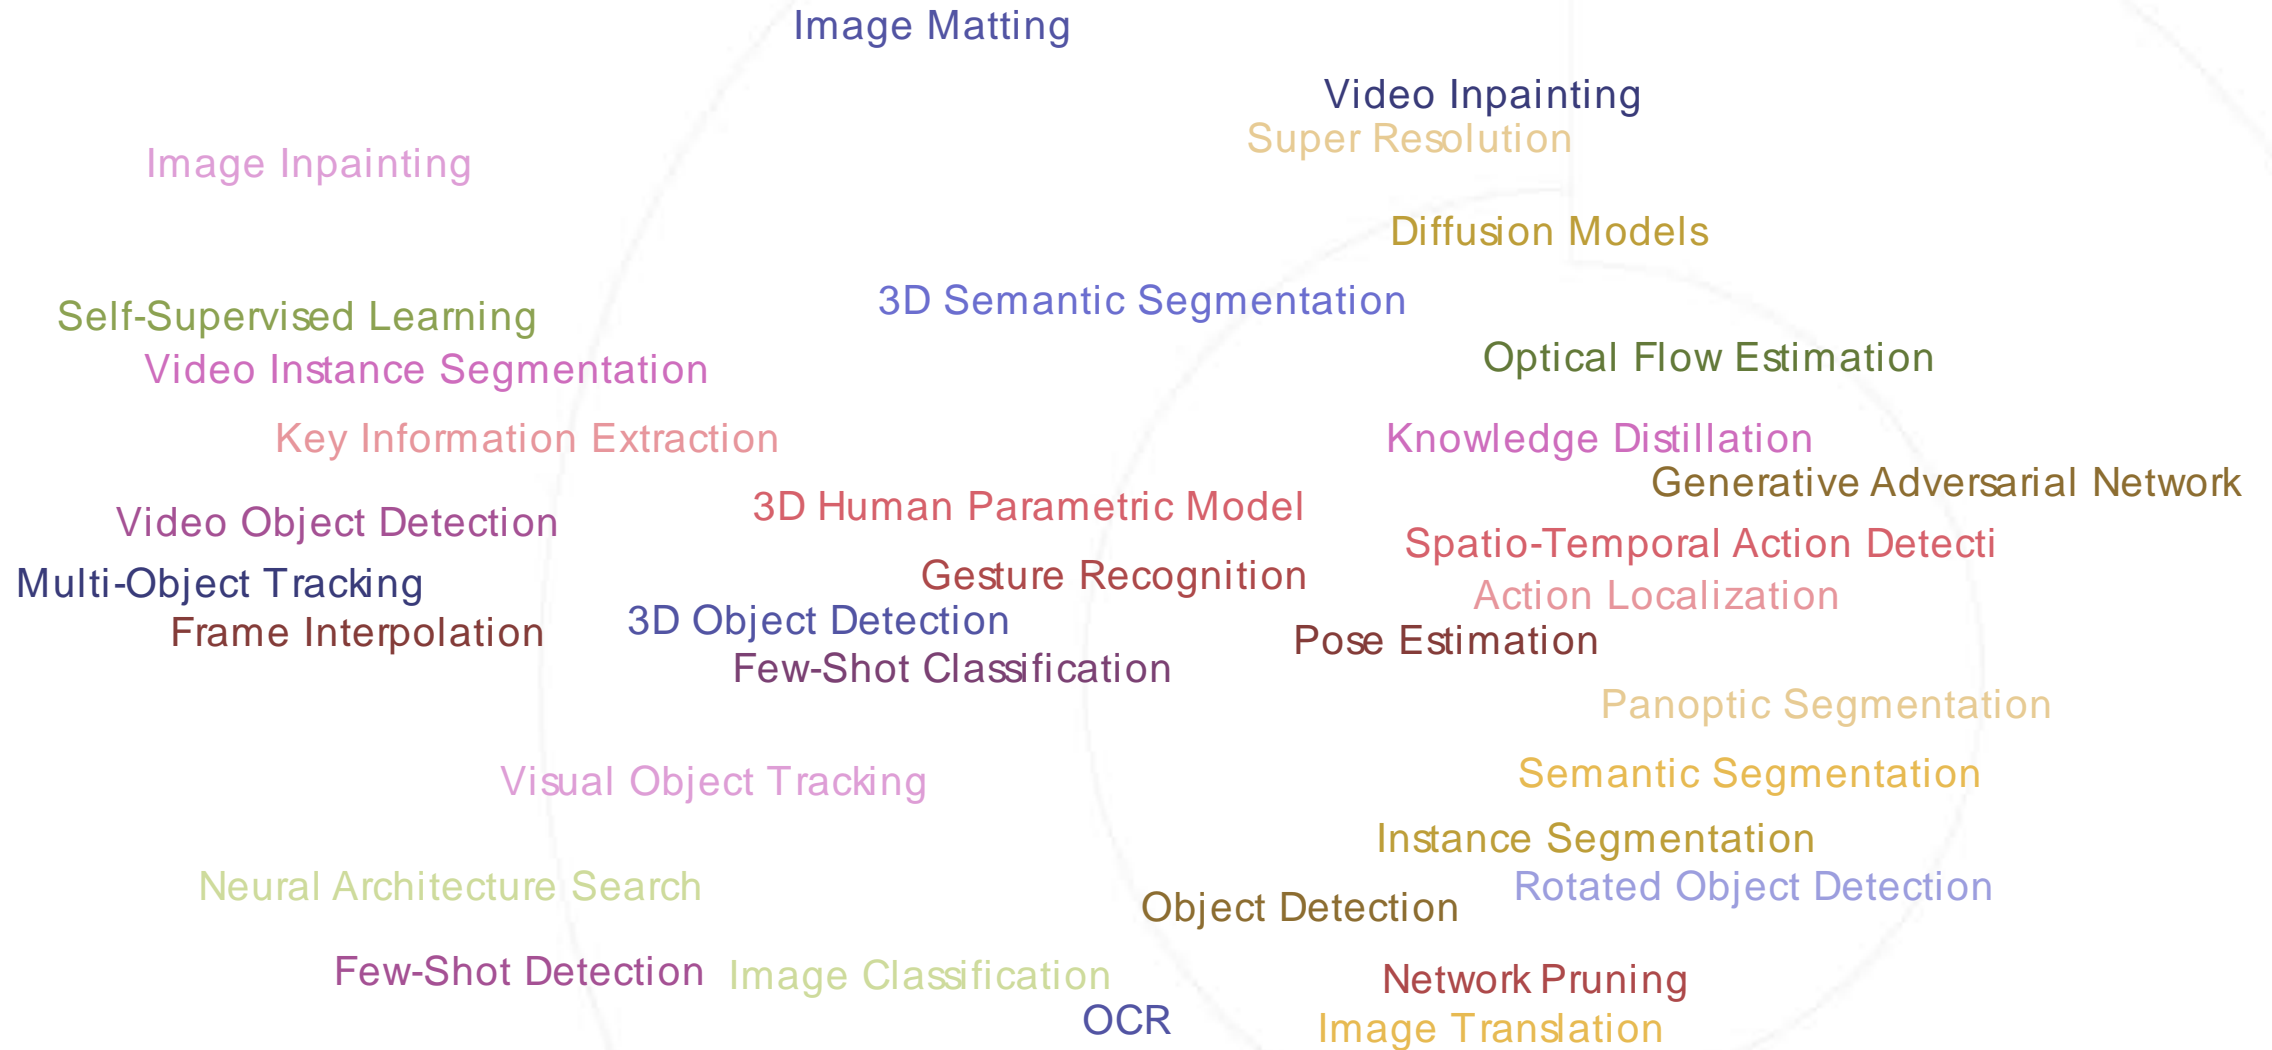 Image Matting
Video Inpainting
Super Resolution
Image Inpainting
Diffusion Models
3D Semantic Segmentation
Self-Supervised Learning
Optical Flow Estimation
Video Instance Segmentation
Key Information Extraction
Knowledge Distillation
Generative Adversarial Network
3D Human Parametric Model
Video Object Detection
Spatio-Temporal Action Detecti
Gesture Recognition
Multi-Object Tracking
Action Localization
3D Object Detection
Frame Interpolation
Pose Estimation
Few-Shot Classification
Panoptic Segmentation
Semantic Segmentation
Visual Object Tracking
Instance Segmentation
Neural Architecture Search
Rotated Object Detection
Object Detection
Few-Shot Detection
Image Classification
Network Pruning
OCR
Image Translation